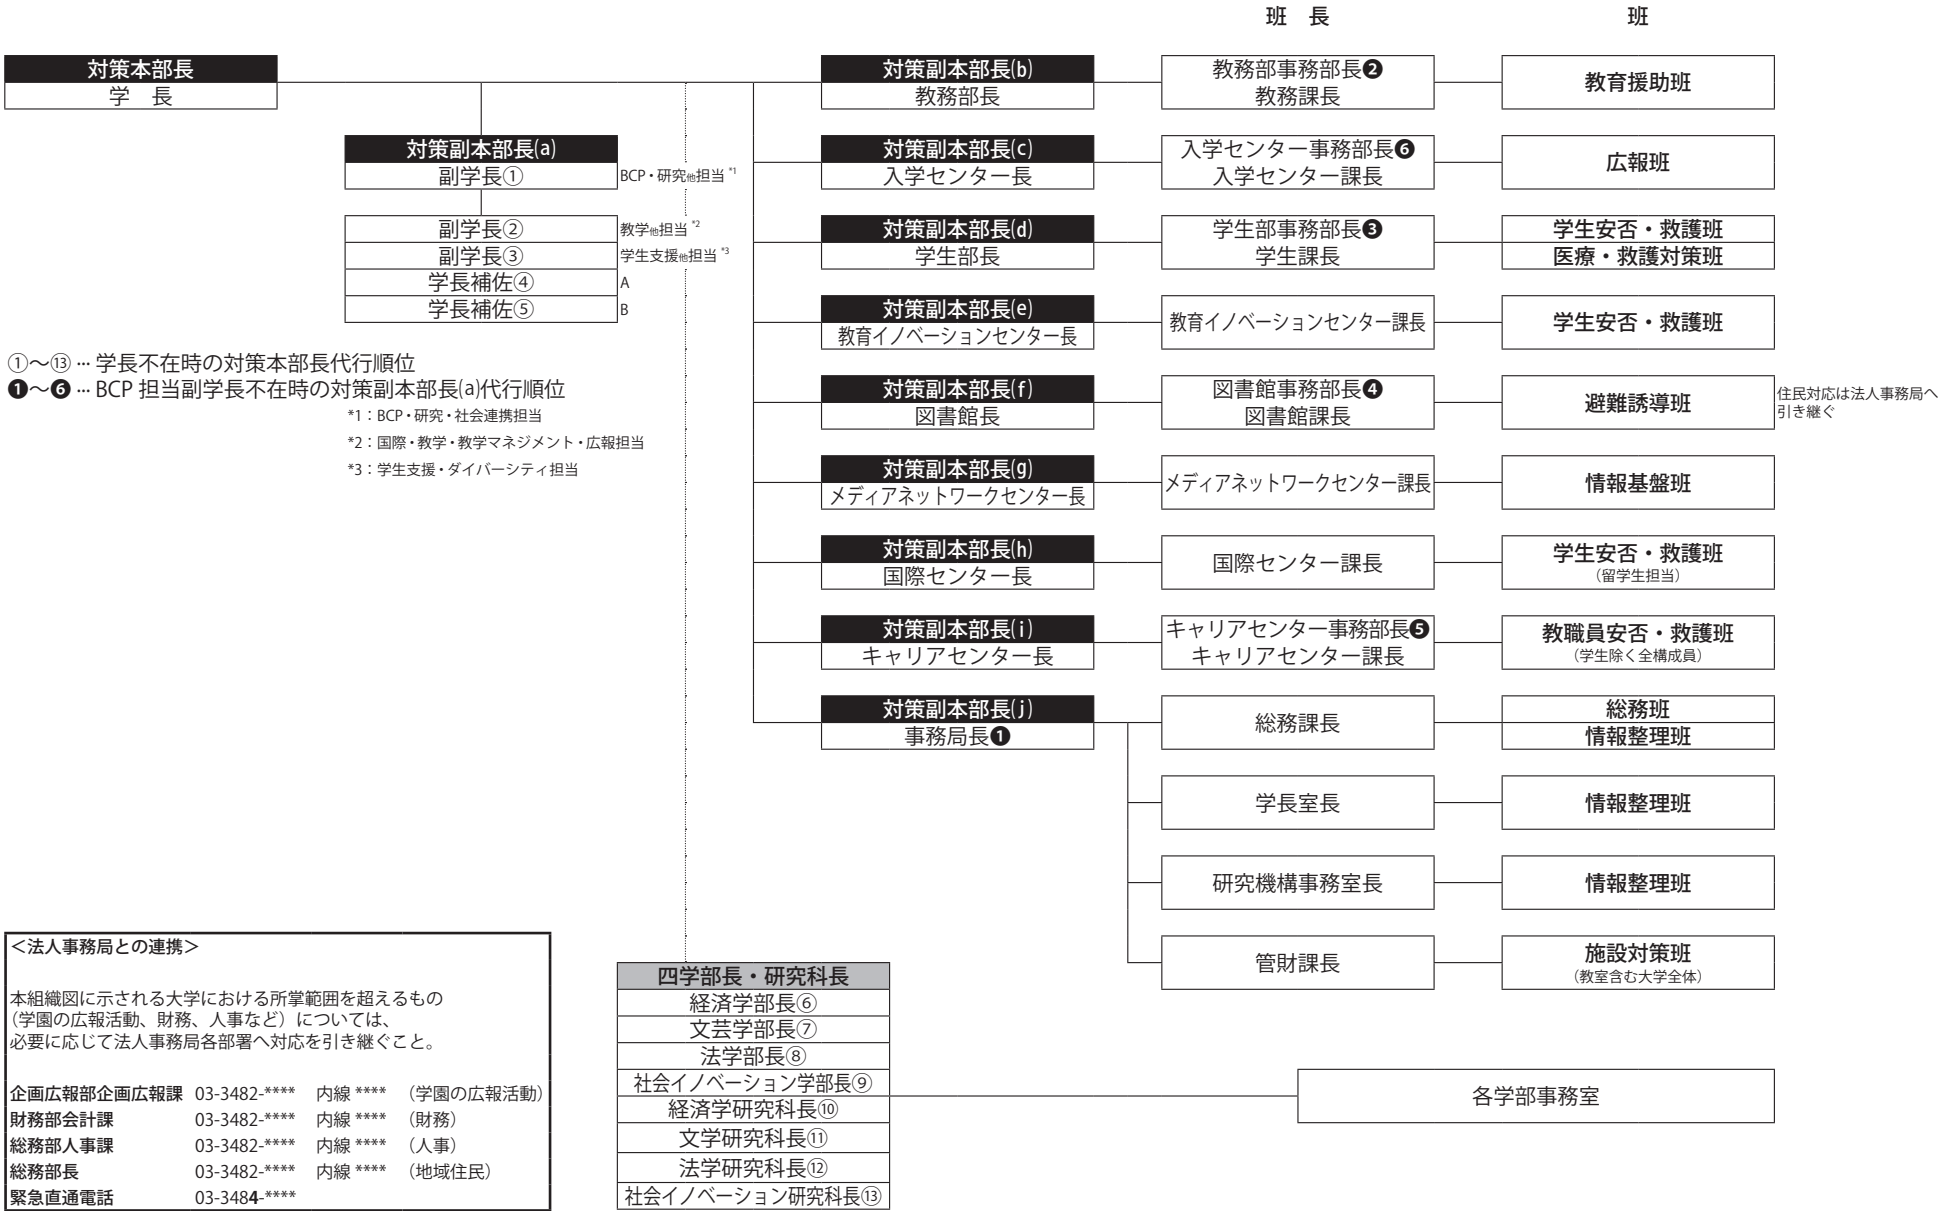 班　長
班
対策本部長
学　長
対策副本部長(a)
副学長①
BCP・研究他担当 *1
副学長②
教学他担当 *2
副学長③
学生支援他担当 *3
学長補佐④
A
学長補佐⑤
B
①～⑬ … 学長不在時の対策本部長代行順位
❶～❻ … BCP 担当副学長不在時の対策副本部長(a)代行順位
*1：BCP・研究・社会連携担当
*2：国際・教学・教学マネジメント・広報担当
*3：学生支援・ダイバーシティ担当
対策副本部長(b)
教務部長
教務部事務部長❷
教務課長
教育援助班
対策副本部長(c)
入学センター長
入学センター事務部長❻
入学センター課長
広報班
対策副本部長(d)
学生部長
学生部事務部長❸
学生課長
学生安否・救護班
医療・救護対策班
対策副本部長(e)
教育イノベーションセンター長
教育イノベーションセンター課長
学生安否・救護班
対策副本部長(f)
図書館長
図書館事務部長❹
図書館課長
避難誘導班
住民対応は法人事務局へ
引き継ぐ
対策副本部長(g)
メディアネットワークセンター長
メディアネットワークセンター課長
情報基盤班
対策副本部長(h)
国際センター長
国際センター課長
学生安否・救護班
（留学生担当）
対策副本部長(i)
キャリアセンター長
キャリアセンター事務部長❺
キャリアセンター課長
教職員安否・救護班
（学生除く全構成員）
対策副本部長(j)
事務局長❶
総務課長
総務班
情報整理班
学長室長
情報整理班
研究機構事務室長
情報整理班
管財課長
施設対策班
（教室含む大学全体）
＜法人事務局との連携＞
本組織図に示される大学における所掌範囲を超えるもの
（学園の広報活動、財務、人事など）については、
必要に応じて法人事務局各部署へ対応を引き継ぐこと。
企画広報部企画広報課 03-3482-**** 内線 **** （学園の広報活動）
財務部会計課 03-3482-**** 内線 **** （財務）
総務部人事課 03-3482-**** 内線 **** （人事）
総務部長 03-3482-**** 内線 **** （地域住民）
緊急直通電話 03-3484-****
四学部長・研究科長
経済学部長⑥
文芸学部長⑦
法学部長⑧
社会イノベーション学部長⑨
経済学研究科長⑩
文学研究科長⑪
法学研究科長⑫
社会イノベーション研究科長⑬
各学部事務室